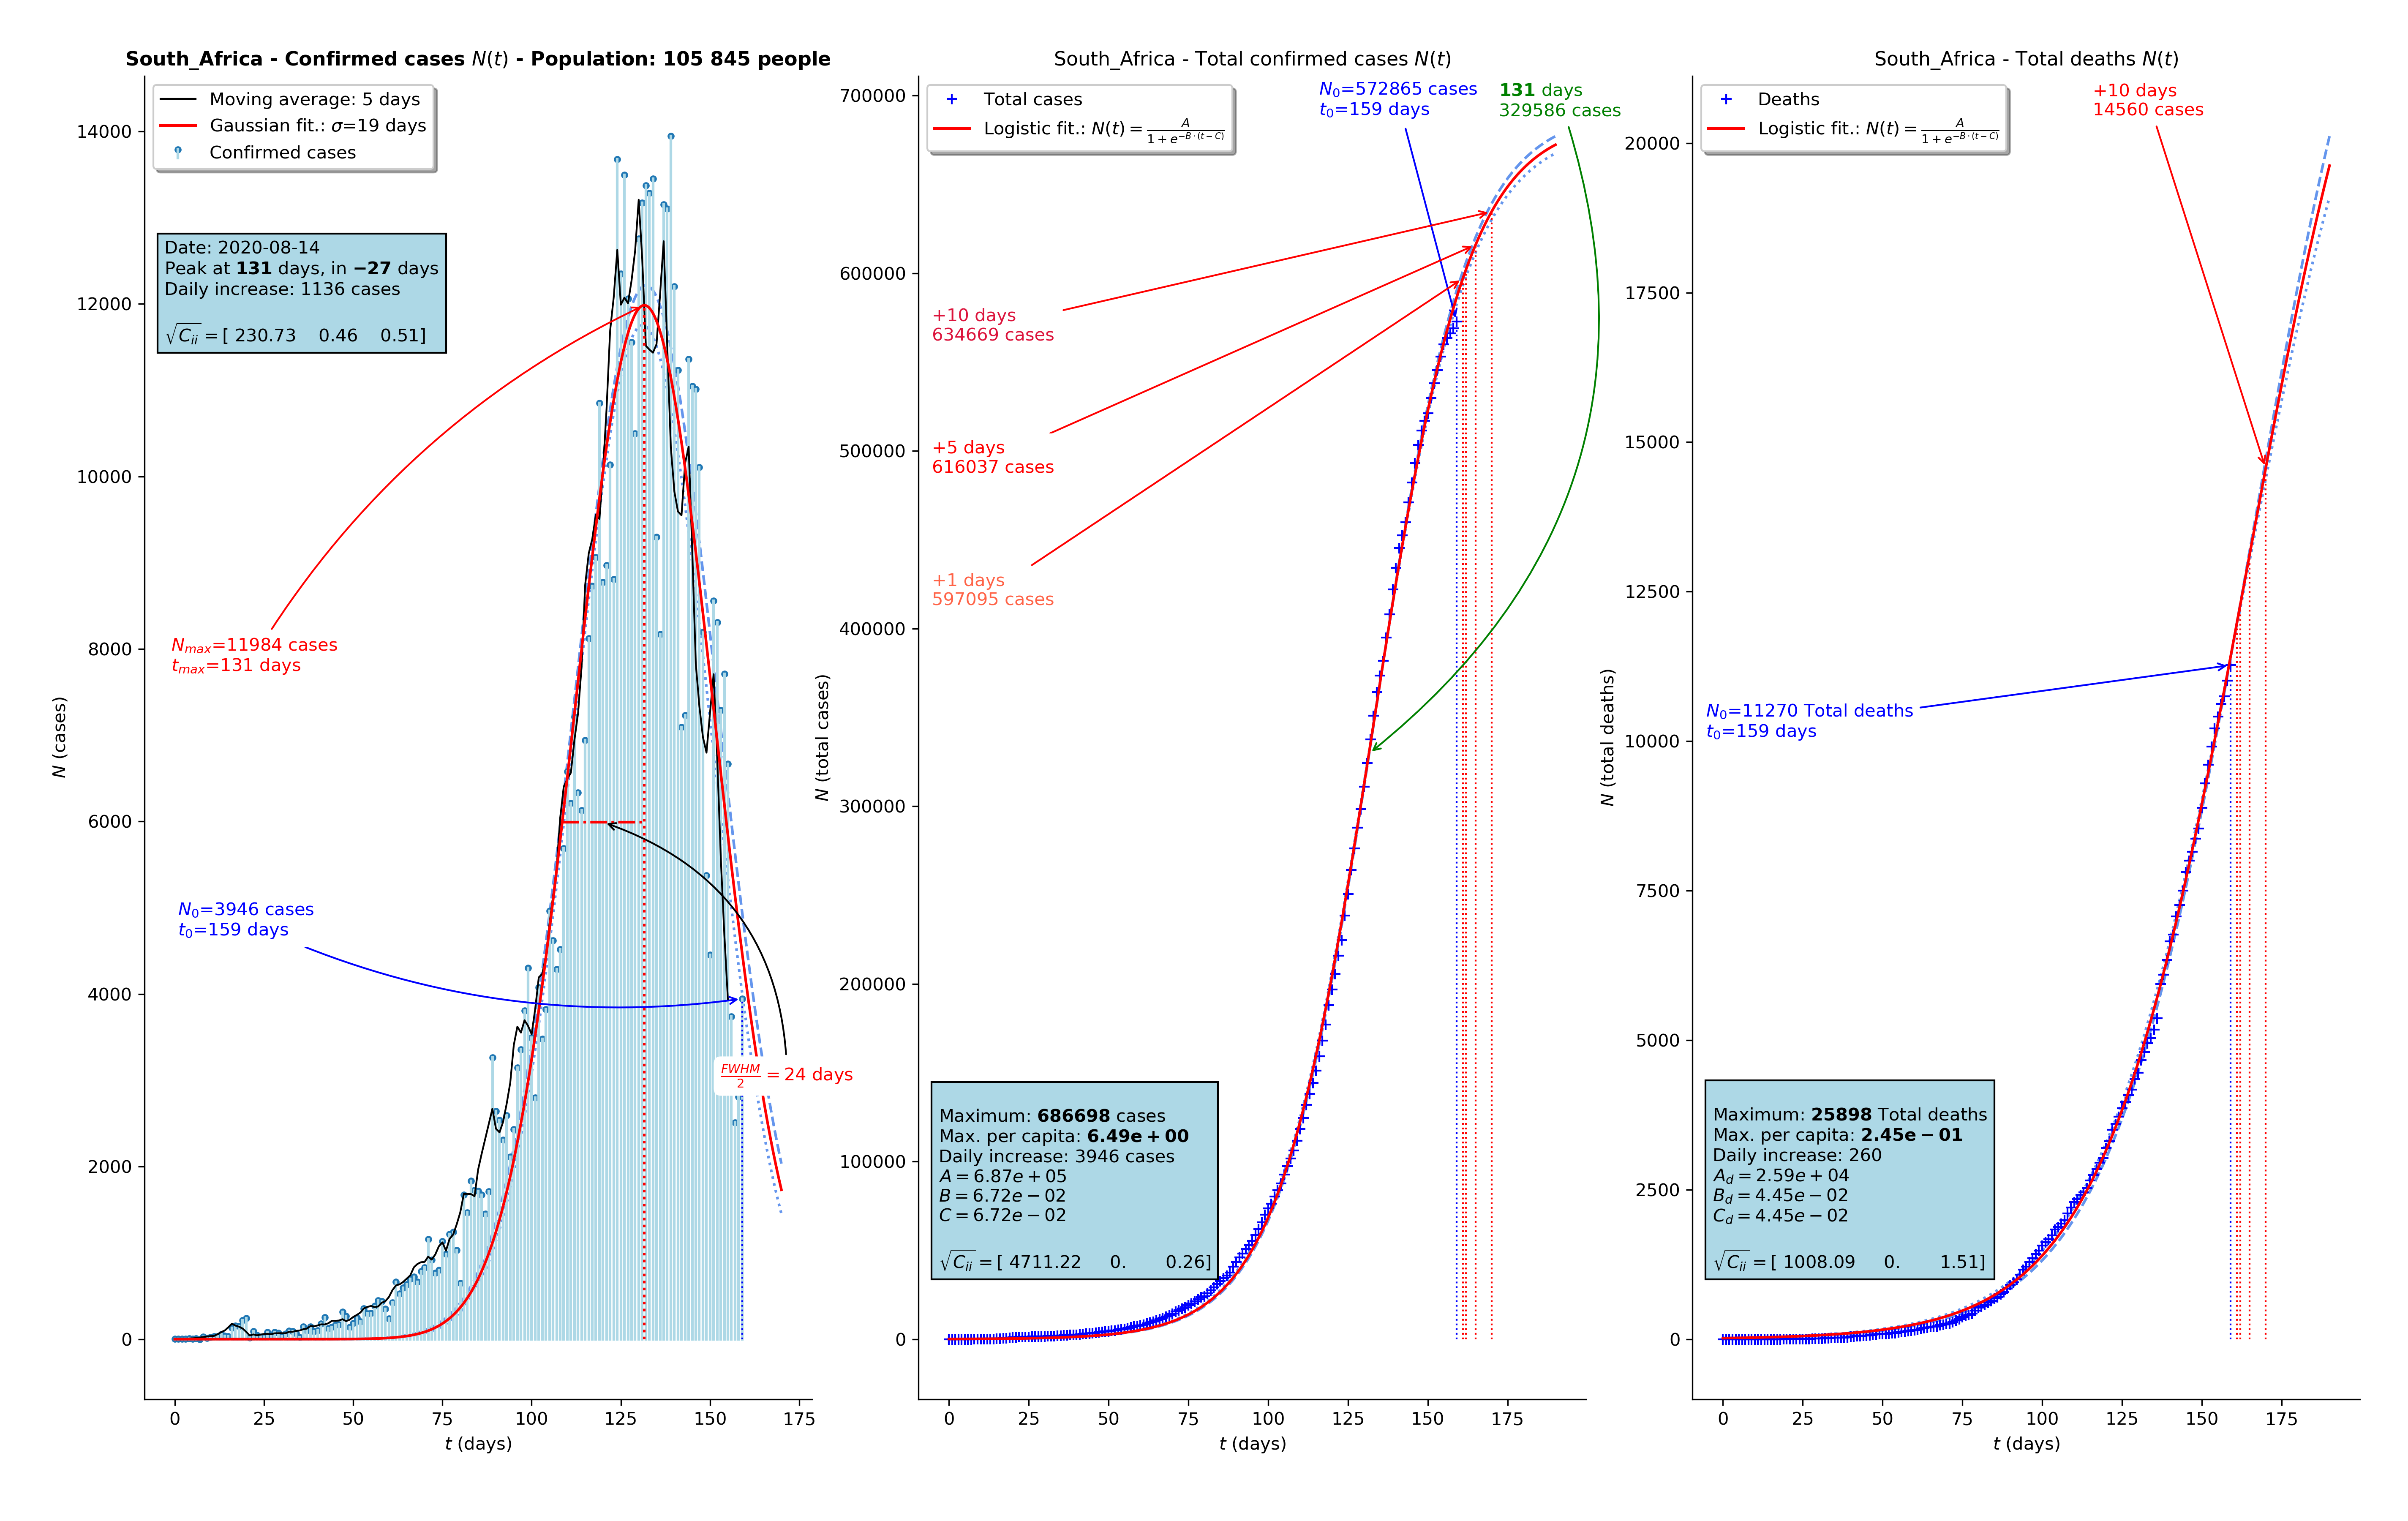 South_Africa - Confirmed cases N(t) - Population: 105 845 people
Moving average: 5 days
Gaussian fit.: σ=19 days
Confirmed cases
Date: 2020-08-14
Peak at 131 days, in −27 days
Daily increase: 1136 cases
√Cii = [ 230.73 0.46 0.51]
Nmax=11984 cases
tmax=131 days
N0=3946 cases
t0=159 days
FWHM/2 = 24 days
N (cases)
14000
12000
10000
8000
6000
4000
2000
0
0 25 50 75 100 125 150 175
t (days)
South_Africa - Total confirmed cases N(t)
Total cases
Logistic fit.: N(t) = A/(1 + e^(−B·(t−C)))
N0=572865 cases
t0=159 days
131 days
329586 cases
+10 days
634669 cases
+5 days
616037 cases
+1 days
597095 cases
Maximum: 686698 cases
Max. per capita: 6.49e + 00
Daily increase: 3946 cases
A = 6.87e + 05
B = 6.72e − 02
C = 6.72e − 02
√Cii = [ 4711.22 0. 0.26]
N (total cases)
700000
600000
500000
400000
300000
200000
100000
0
0 25 50 75 100 125 150 175
t (days)
South_Africa - Total deaths N(t)
Deaths
Logistic fit.: N(t) = A/(1 + e^(−B·(t−C)))
+10 days
14560 cases
N0=11270 Total deaths
t0=159 days
Maximum: 25898 Total deaths
Max. per capita: 2.45e − 01
Daily increase: 260
Ad = 2.59e + 04
Bd = 4.45e − 02
Cd = 4.45e − 02
√Cii = [ 1008.09 0. 1.51]
N (total deaths)
20000
17500
15000
12500
10000
7500
5000
2500
0
0 25 50 75 100 125 150 175
t (days)